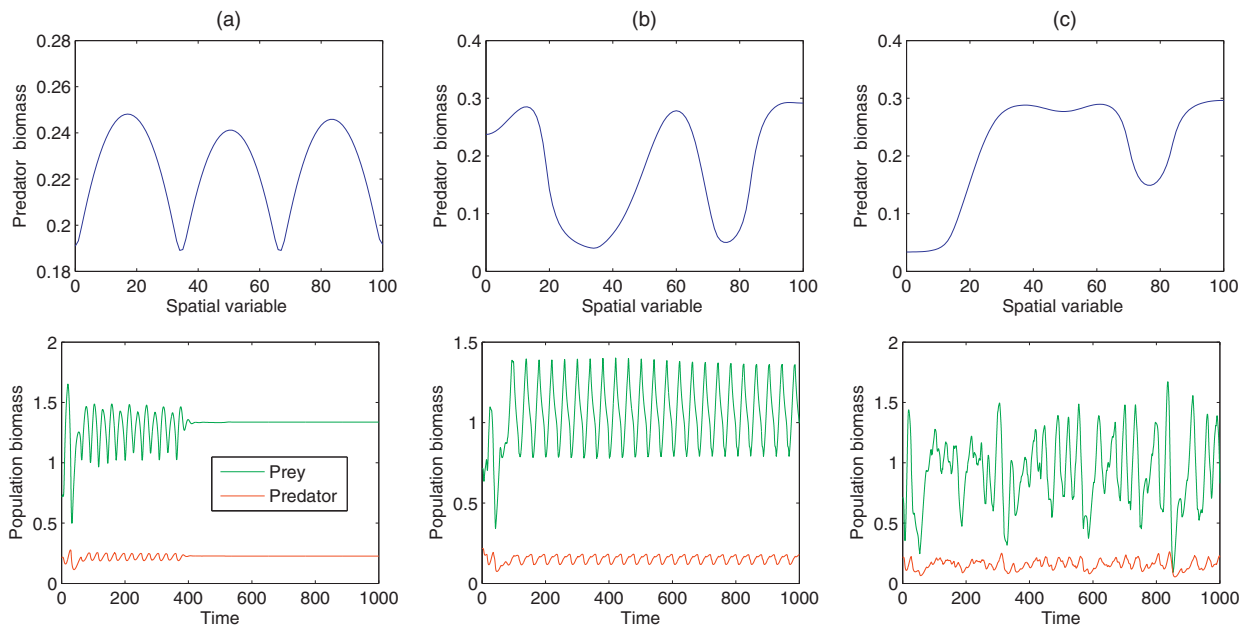 (a)
(b)
(c)
Predator biomass
0.28
0.26
0.24
0.22
0.2
0.18
0 20 40 60 80 100
Spatial variable
Predator biomass
0.4
0.3
0.2
0.1
0
0 20 40 60 80 100
Spatial variable
Predator biomass
0.4
0.3
0.2
0.1
0
0 20 40 60 80 100
Spatial variable
Population biomass
2
1.5
1
0.5
0
Prey
Predator
0 200 400 600 800 1000
Time
Population biomass
1.5
1
0.5
0
0 200 400 600 800 1000
Time
Population biomass
2
1.5
1
0.5
0
0 200 400 600 800 1000
Time